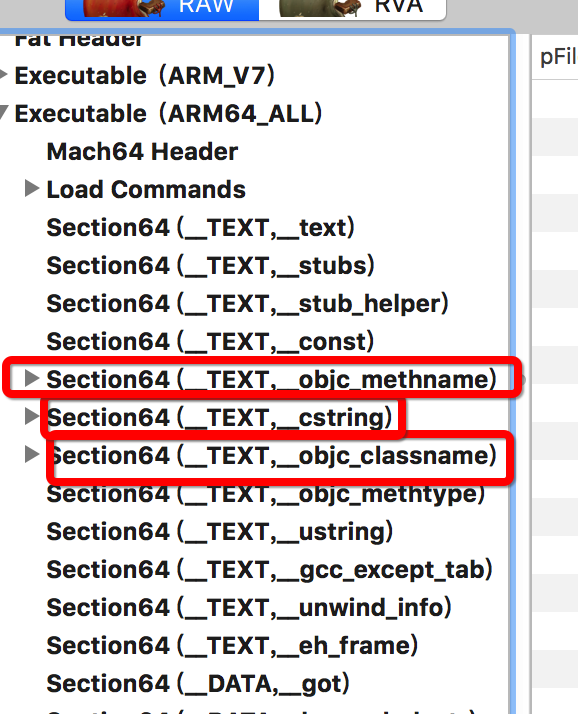 RAW RVA
Fat Header
pFil
Executable (ARM_V7)
Executable (ARM64_ALL)
Mach64 Header
Load Commands
Section64 (__TEXT,__text)
Section64 (__TEXT,__stubs)
Section64 (__TEXT,__stub_helper)
Section64 (__TEXT,__const)
Section64 (__TEXT,__objc_methname)
Section64 (__TEXT,__cstring)
Section64 (__TEXT,__objc_classname)
Section64 (__TEXT,__objc_methtype)
Section64 (__TEXT,__ustring)
Section64 (__TEXT,__gcc_except_tab)
Section64 (__TEXT,__unwind_info)
Section64 (__TEXT,__eh_frame)
Section64 (__DATA,__got)